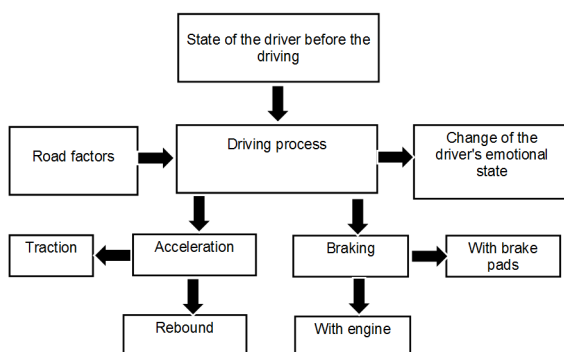 State of the driver before the
driving
Road factors
Driving process
Change of the
driver's emotional
state
Traction
Acceleration
Braking
With brake
pads
Rebound
With engine